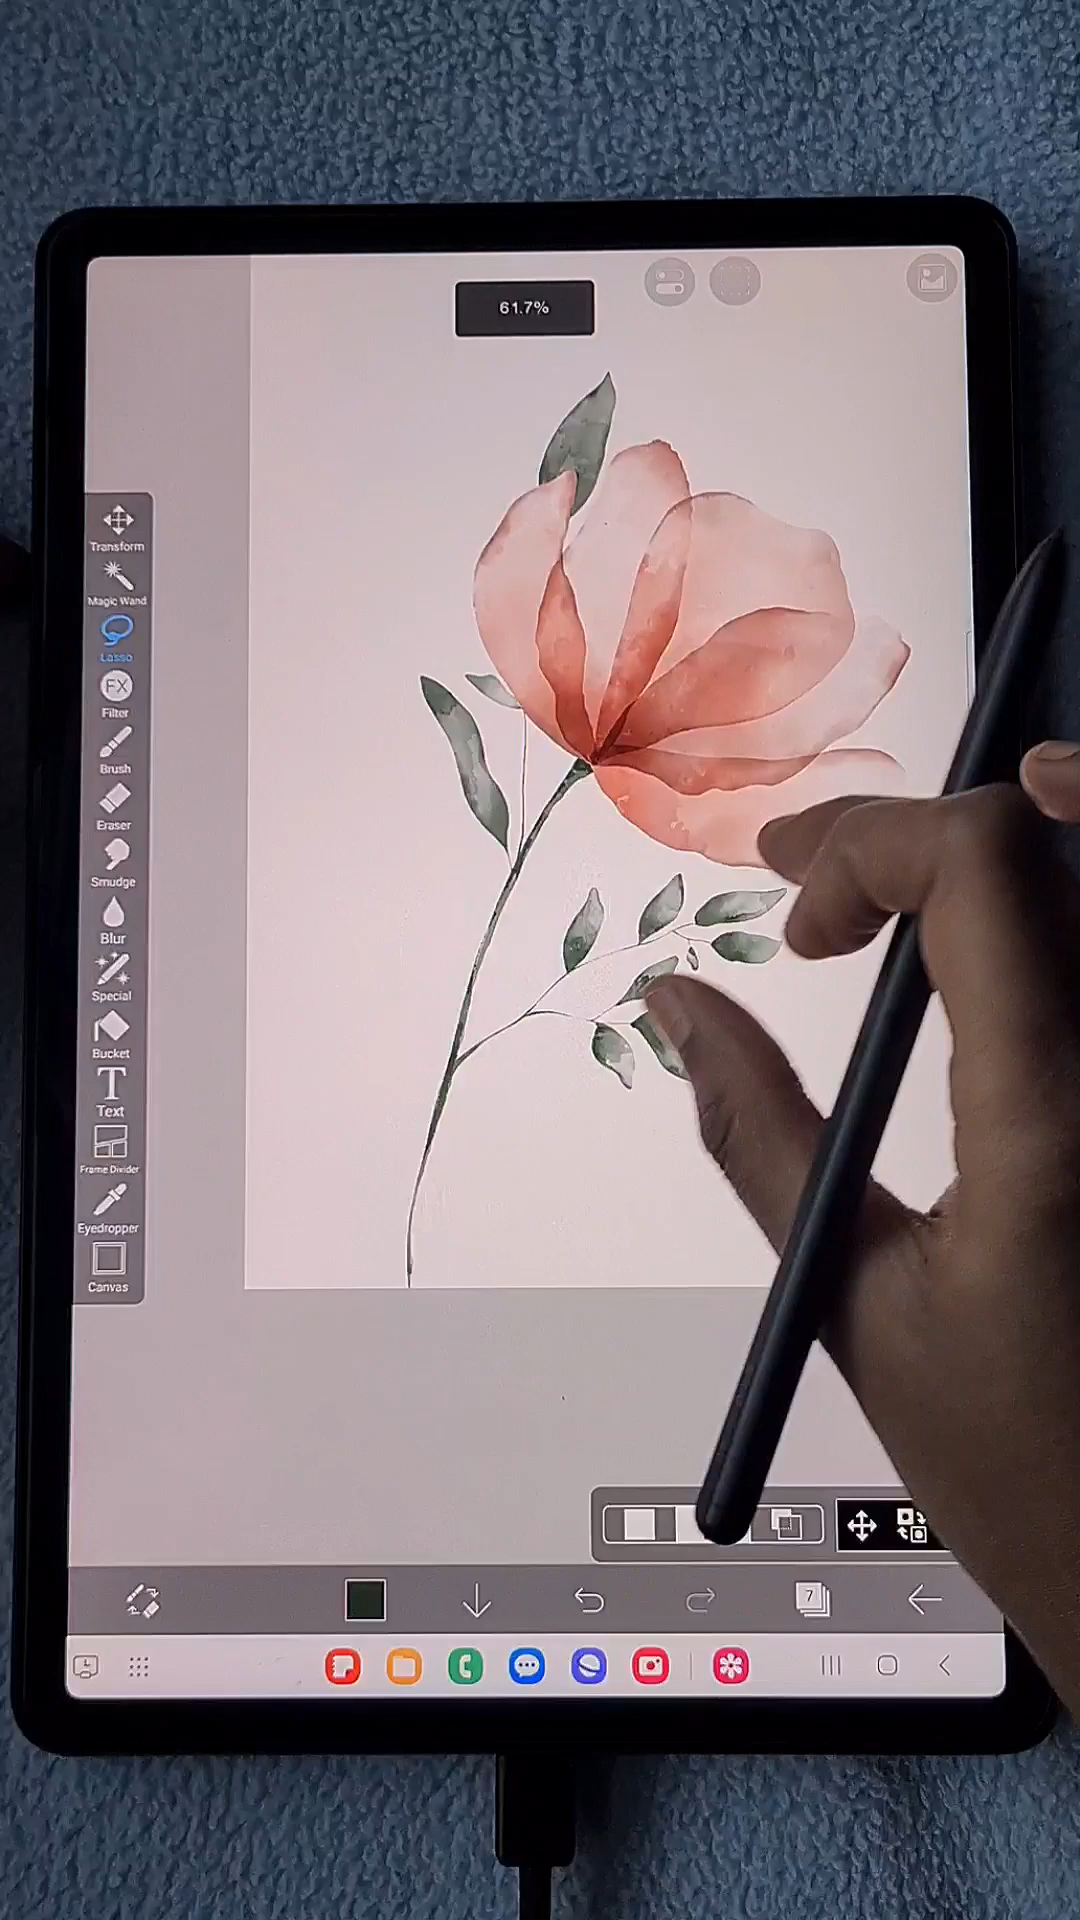 61.7%
Transform
Magic Wand
Lasso
FX
Filter
Brush
Eraser
Smudge
Blur
Special
Bucket
T
Text
Frame Divider
Eyedropper
Canvas
7